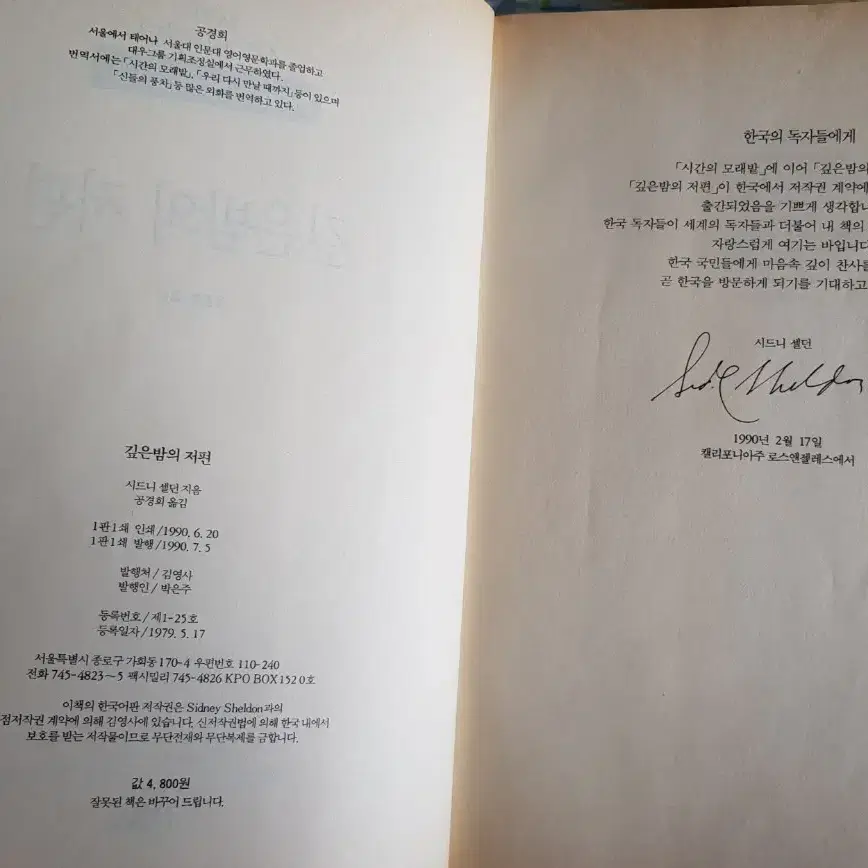 공경희
서울에서 태어나 서울대 인문대 영어영문학과를 졸업하고
대우그룹 기획조정실에서 근무하였다.
번역서에는 「시간의 모래밭」, 「우리 다시 만날 때까지」 등이 있으며
「신들의 풍차」 등 많은 외화를 번역하고 있다.
깊은밤의 저편
시드니 셀던 지음
공경희 옮김
1판 1쇄 인쇄/1990. 6. 20
1판 1쇄 발행/1990. 7. 5
발행처/김영사
발행인/박은주
등록번호/제1-25호
등록일자/1979. 5. 17
서울특별시 종로구 가회동 170-4 우편번호 110-240
전화 745-4823~5 팩시밀리 745-4826 KPO BOX 152 0호
이책의 한국어판 저작권은 Sidney Sheldon과의
점저작권 계약에 의해 김영사에 있습니다. 신저작권법에 의해 한국 내에서
보호를 받는 저작물이므로 무단전재와 무단복제를 금합니다.
값 4,800원
잘못된 책은 바꾸어 드립니다.
한국의 독자들에게
「시간의 모래밭」에 이어 「깊은밤의
「깊은밤의 저편」이 한국에서 저작권 계약에
출간되었음을 기쁘게 생각합니
한국 독자들이 세계의 독자들과 더불어 내 책의
자랑스럽게 여기는 바입니다
한국 국민들에게 마음속 깊이 찬사를
곧 한국을 방문하게 되기를 기대하고
시드니 셀던
Sidney Sheldon
1990년 2월 17일
캘리포니아주 로스앤젤레스에서